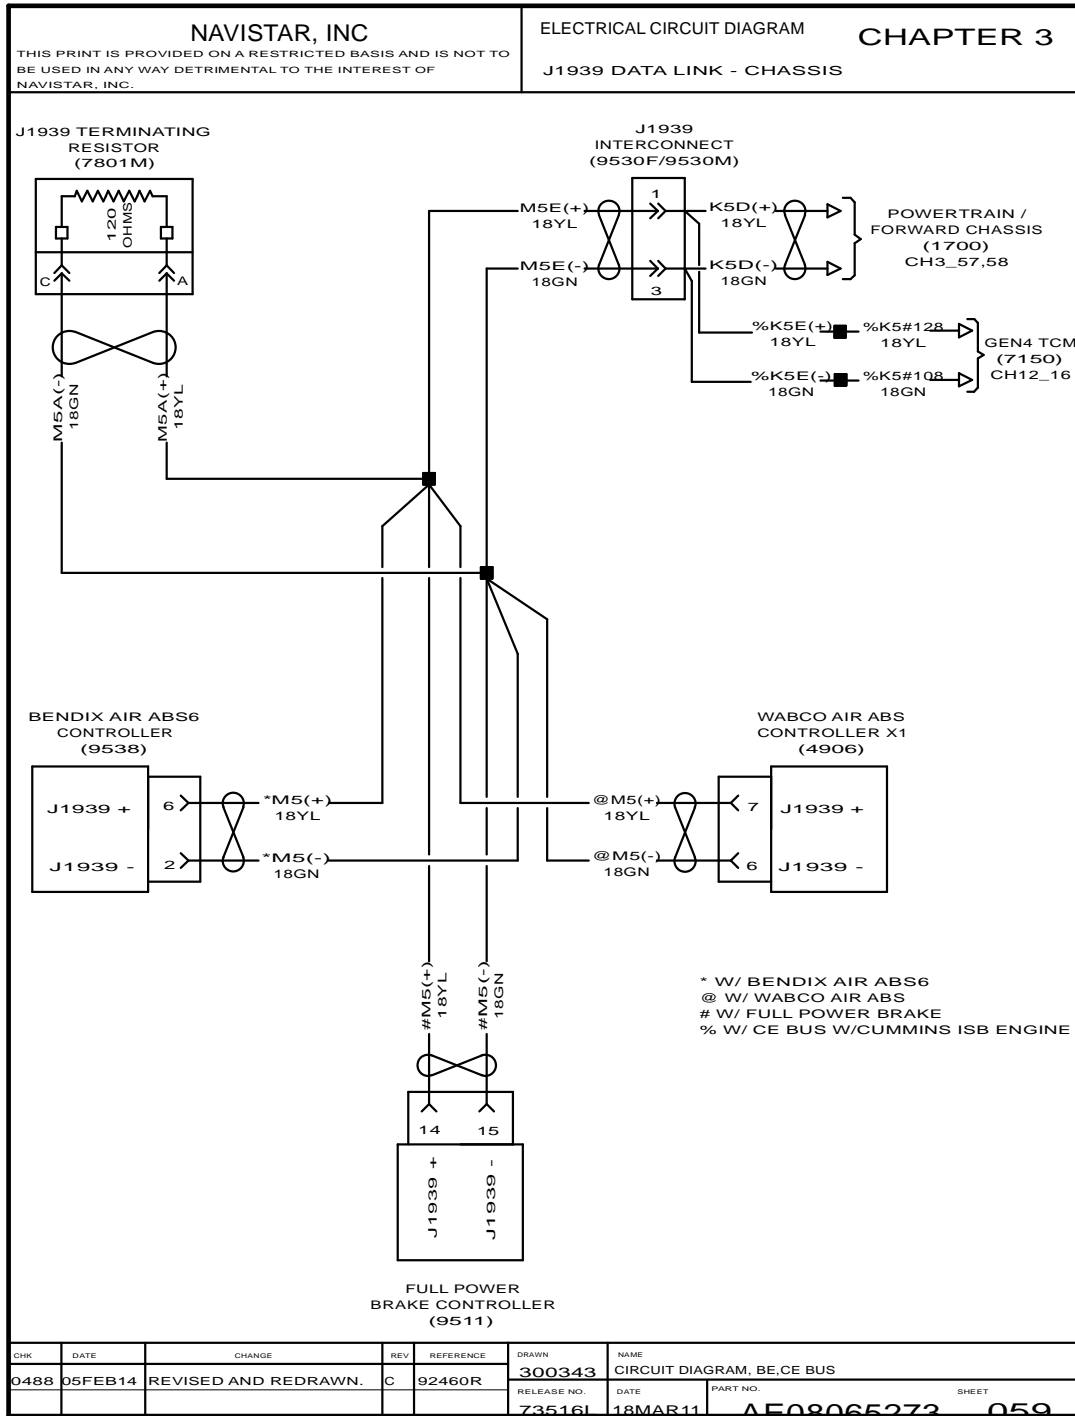 NAVISTAR, INC
THIS PRINT IS PROVIDED ON A RESTRICTED BASIS AND IS NOT TO
BE USED IN ANY WAY DETRIMENTAL TO THE INTEREST OF
NAVISTAR, INC.
ELECTRICAL CIRCUIT DIAGRAM
CHAPTER 3
J1939 DATA LINK - CHASSIS
J1939 TERMINATING
RESISTOR
(7801M)
120
OHMS
C
A
M5A(-)
18GN
M5A(+)
18YL
J1939
INTERCONNECT
(9530F/9530M)
1
3
M5E(+)
18YL
M5E(-)
18GN
K5D(+)
18YL
K5D(-)
18GN
POWERTRAIN /
FORWARD CHASSIS
(1700)
CH3_57,58
%K5E(+)
18YL
%K5#128
18YL
%K5E(-)
18GN
%K5#108
18GN
GEN4 TCM
(7150)
CH12_16
BENDIX AIR ABS6
CONTROLLER
(9538)
J1939 +
J1939 -
6
2
*M5(+)
18YL
*M5(-)
18GN
WABCO AIR ABS
CONTROLLER X1
(4906)
@M5(+)
18YL
@M5(-)
18GN
7
6
J1939 +
J1939 -
#M5(+)
18YL
#M5(-)
18GN
14
15
J1939 +
J1939 -
FULL POWER
BRAKE CONTROLLER
(9511)
* W/ BENDIX AIR ABS6
@ W/ WABCO AIR ABS
# W/ FULL POWER BRAKE
% W/ CE BUS W/CUMMINS ISB ENGINE
CHK DATE CHANGE REV REFERENCE
0488 05FEB14 REVISED AND REDRAWN. C 92460R
DRAWN
300343
NAME
CIRCUIT DIAGRAM, BE,CE BUS
RELEASE NO.
73516L
DATE
18MAR11
PART NO.
AE08065273
SHEET
059